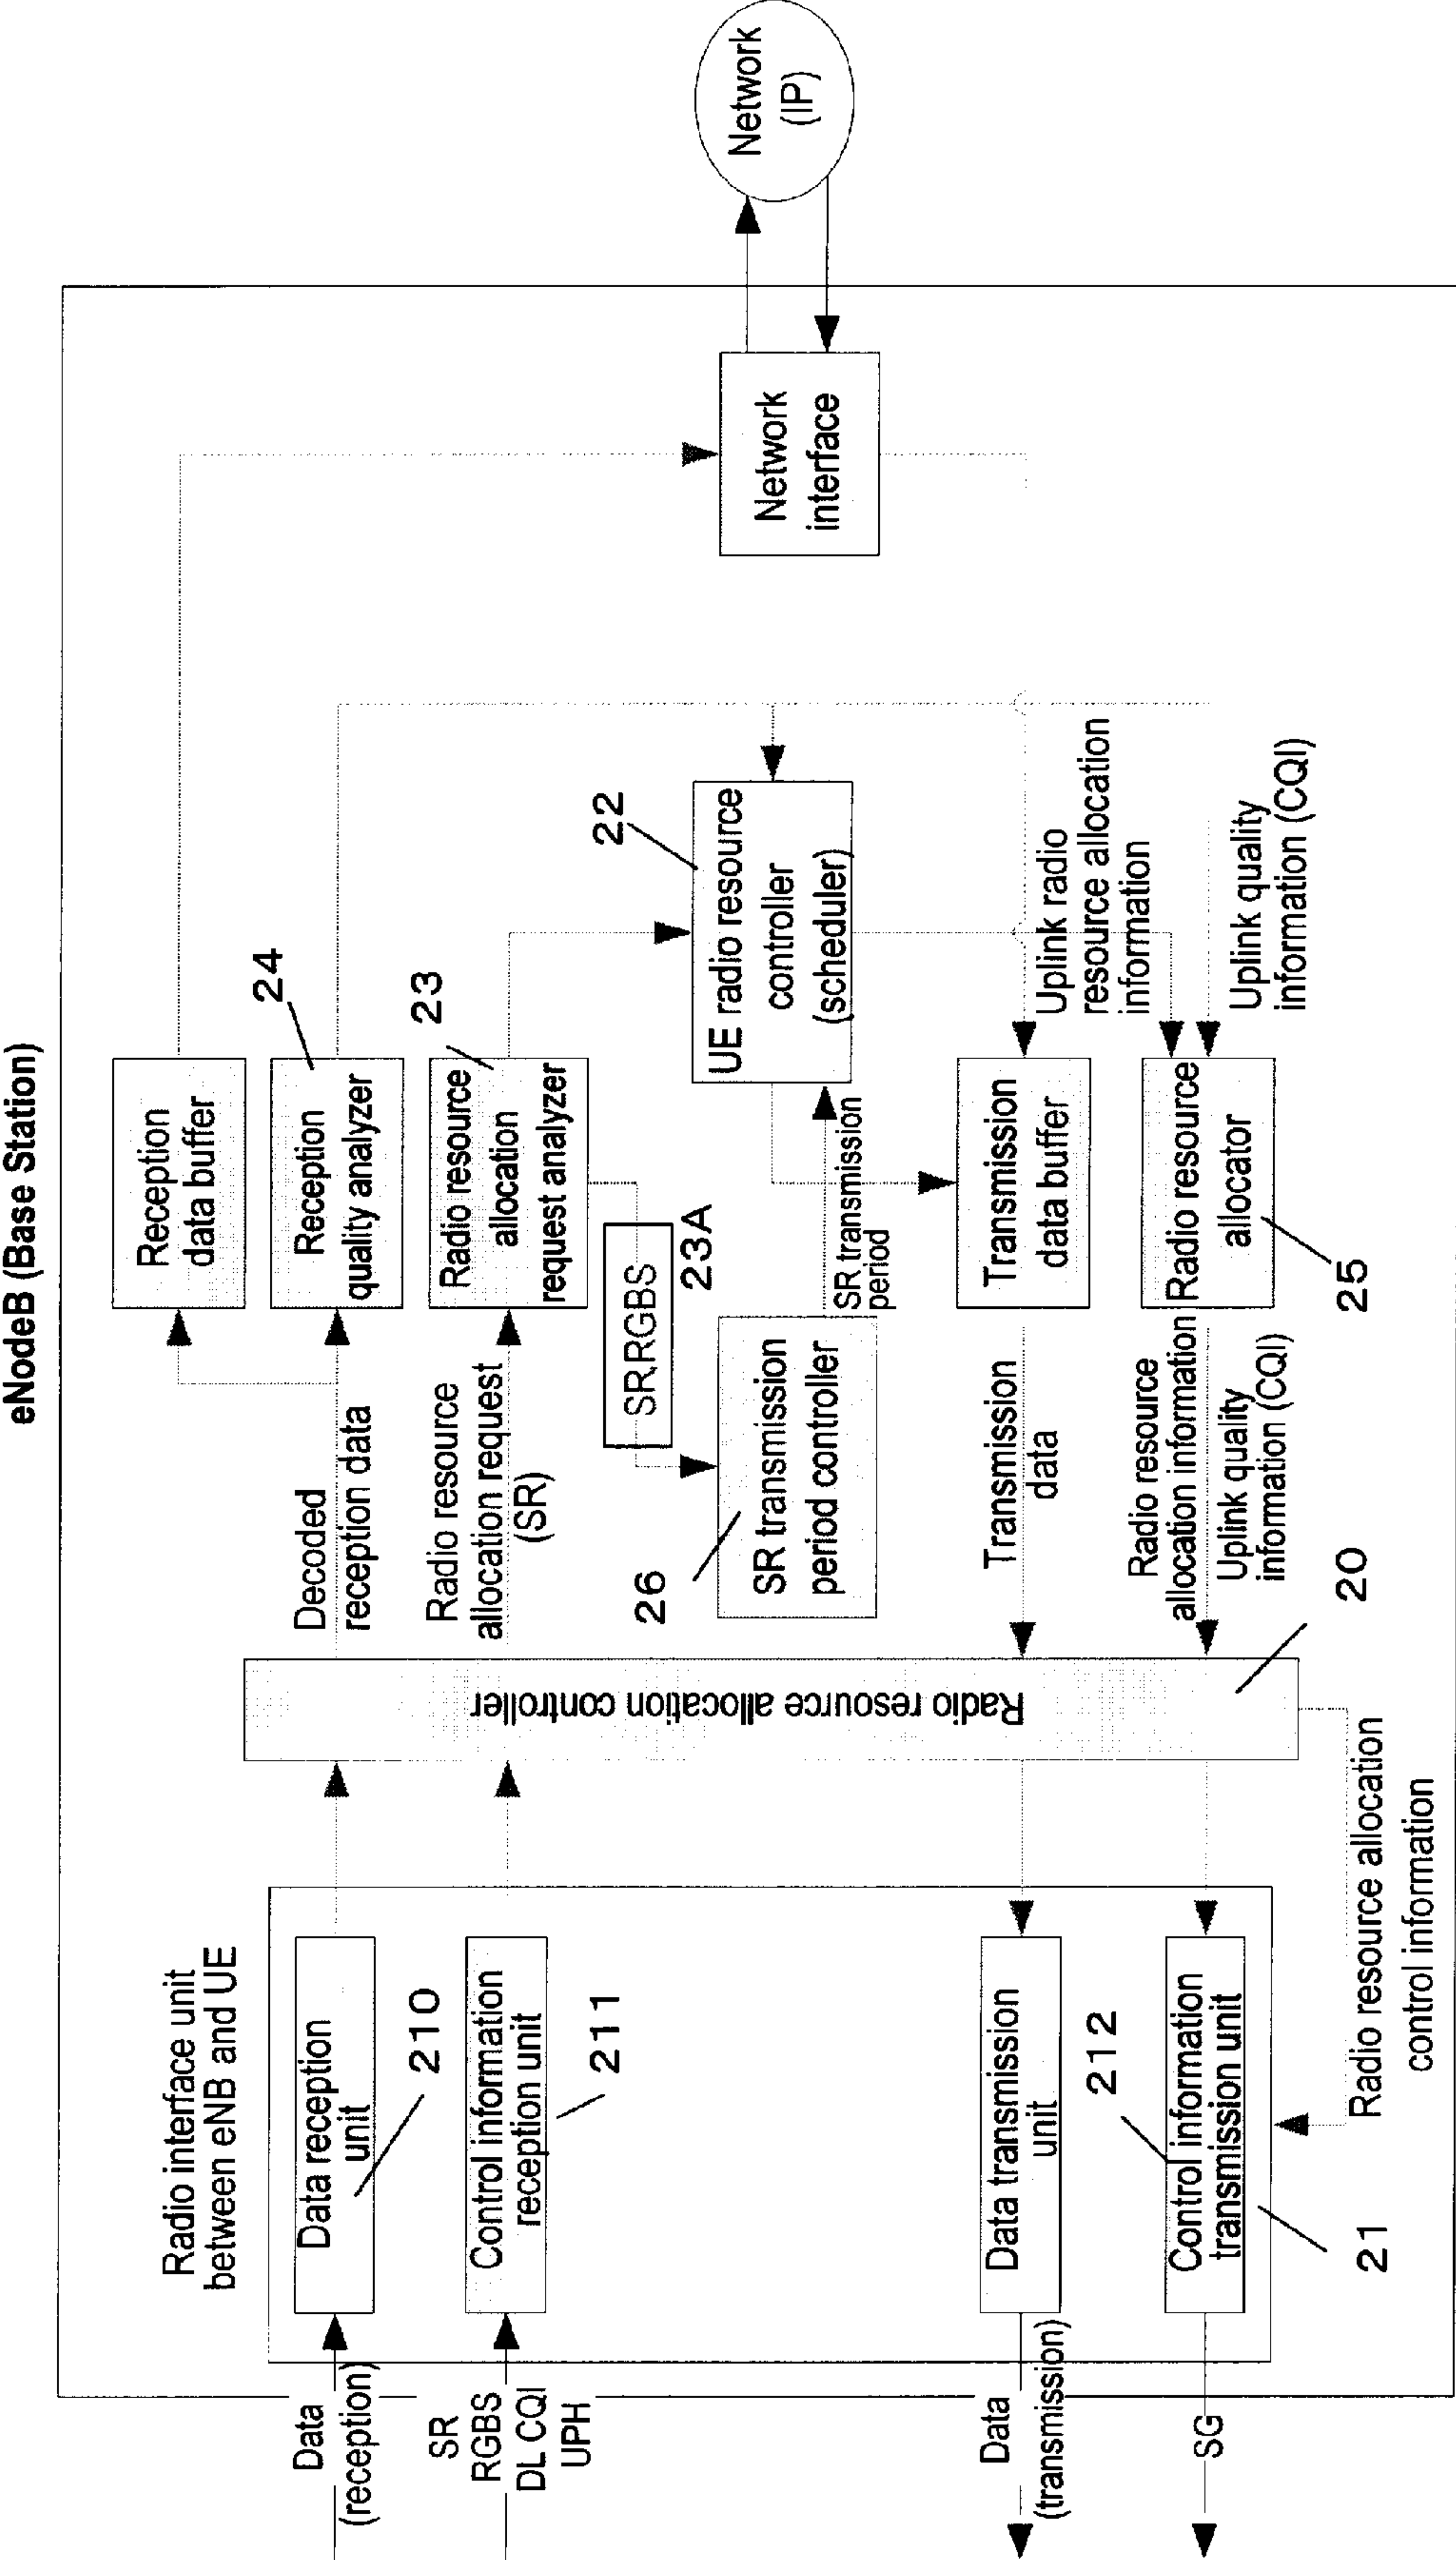 eNodeB (Base Station)
Radio interface unit
between eNB and UE
Data
(reception)
Data reception
unit
210
SR
RGBS
DL CQI
UPH
Control information
reception unit
211
Data
(transmission)
Data transmission
unit
SG
Control information
transmission unit
212
21
Radio resource allocation
control information
Radio resource allocation controller
20
Decoded
reception data
Radio resource
allocation request
(SR)
Transmission
data
Radio resource
allocation information
Uplink quality
information (CQI)
Reception
data buffer
Reception
quality analyzer
24
Radio resource
allocation
request analyzer
23
SR,RGBS
23A
SR transmission
period controller
26
SR transmission
period
UE radio resource
controller
(scheduler)
22
Transmission
data buffer
Radio resource
allocator
25
Uplink radio
resource allocation
information
Uplink quality
information (CQI)
Network
interface
Network
(IP)